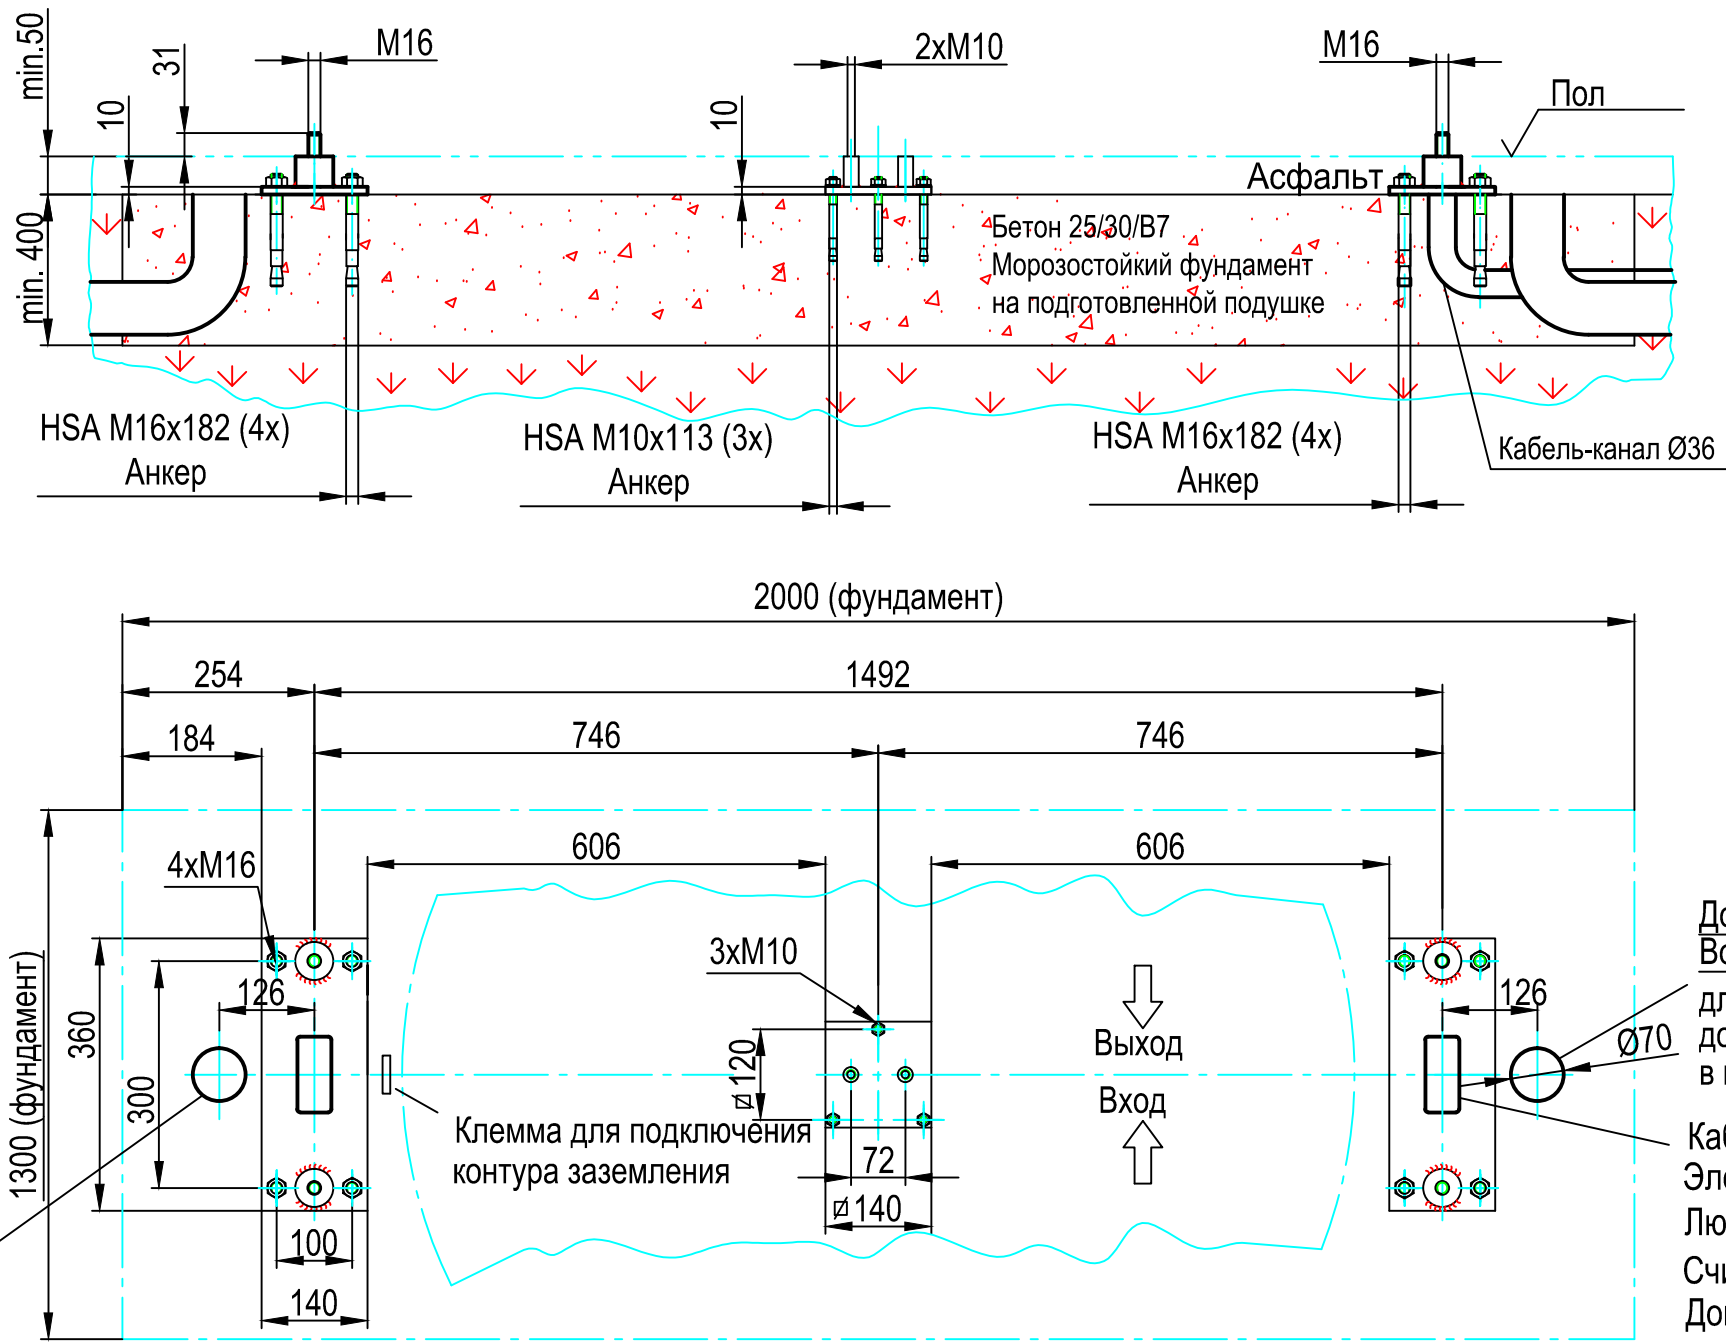 min.50
31
M16
2xM10
M16
10
10
Пол
Асфальт
min. 400
Бетон 25/30/В7
Морозостойкий фундамент
на подготовленной подушке
HSA M16x182 (4x)
Анкер
HSA M10x113 (3x)
Анкер
HSA M16x182 (4x)
Анкер
Кабель-канал Ø36
2000 (фундамент)
254
1492
184
746
746
606
606
4xM16
3xM10
126
126
Ø70
1300 (фундамент)
360
300
120
Выход
Вход
Клемма для подключения
контура заземления
72
140
100
140